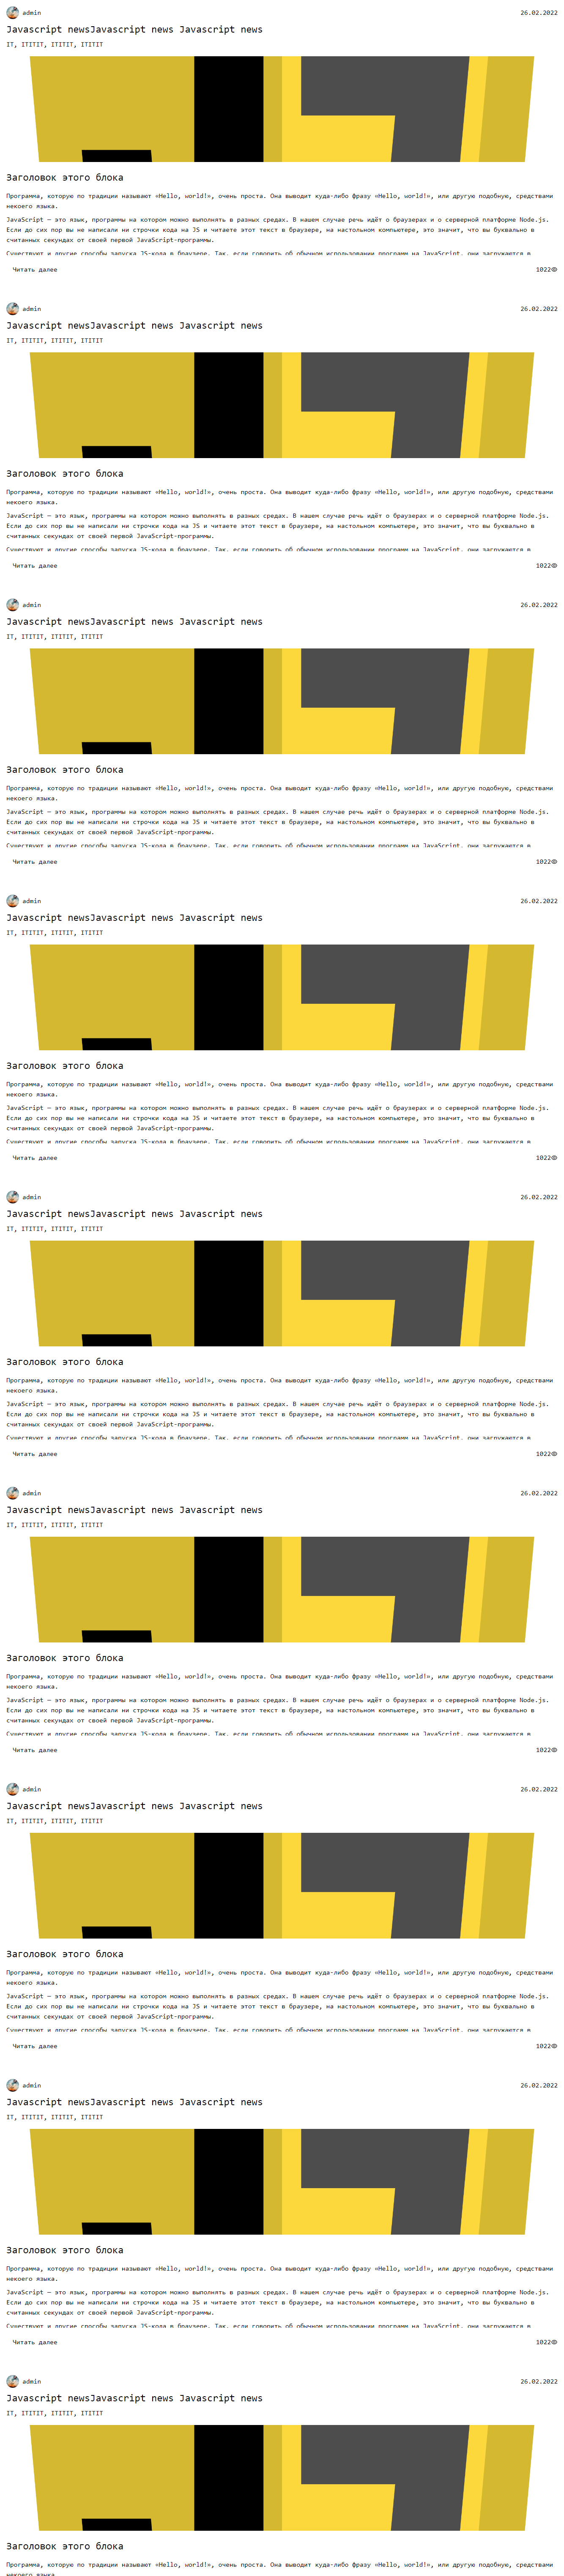 admin 26.02.2022
Javascript newsJavascript news Javascript news
IT, ITITIT, ITITIT, ITITIT
Заголовок этого блока
Программа, которую по традиции называют «Hello, world!», очень проста. Она выводит куда-либо фразу «Hello, world!», или другую подобную, средствами
некоего языка.
JavaScript — это язык, программы на котором можно выполнять в разных средах. В нашем случае речь идёт о браузерах и о серверной платформе Node.js.
Если до сих пор вы не написали ни строчки кода на JS и читаете этот текст в браузере, на настольном компьютере, это значит, что вы буквально в
считанных секундах от своей первой JavaScript-программы.
Существуют и другие способы запуска JS-кода в браузере. Так, если говорить об обычном использовании программ на JavaScript, они загружаются в
Читать далее 1022
admin 26.02.2022
Javascript newsJavascript news Javascript news
IT, ITITIT, ITITIT, ITITIT
Заголовок этого блока
Программа, которую по традиции называют «Hello, world!», очень проста. Она выводит куда-либо фразу «Hello, world!», или другую подобную, средствами
некоего языка.
JavaScript — это язык, программы на котором можно выполнять в разных средах. В нашем случае речь идёт о браузерах и о серверной платформе Node.js.
Если до сих пор вы не написали ни строчки кода на JS и читаете этот текст в браузере, на настольном компьютере, это значит, что вы буквально в
считанных секундах от своей первой JavaScript-программы.
Существуют и другие способы запуска JS-кода в браузере. Так, если говорить об обычном использовании программ на JavaScript, они загружаются в
Читать далее 1022
admin 26.02.2022
Javascript newsJavascript news Javascript news
IT, ITITIT, ITITIT, ITITIT
Заголовок этого блока
Программа, которую по традиции называют «Hello, world!», очень проста. Она выводит куда-либо фразу «Hello, world!», или другую подобную, средствами
некоего языка.
JavaScript — это язык, программы на котором можно выполнять в разных средах. В нашем случае речь идёт о браузерах и о серверной платформе Node.js.
Если до сих пор вы не написали ни строчки кода на JS и читаете этот текст в браузере, на настольном компьютере, это значит, что вы буквально в
считанных секундах от своей первой JavaScript-программы.
Существуют и другие способы запуска JS-кода в браузере. Так, если говорить об обычном использовании программ на JavaScript, они загружаются в
Читать далее 1022
admin 26.02.2022
Javascript newsJavascript news Javascript news
IT, ITITIT, ITITIT, ITITIT
Заголовок этого блока
Программа, которую по традиции называют «Hello, world!», очень проста. Она выводит куда-либо фразу «Hello, world!», или другую подобную, средствами
некоего языка.
JavaScript — это язык, программы на котором можно выполнять в разных средах. В нашем случае речь идёт о браузерах и о серверной платформе Node.js.
Если до сих пор вы не написали ни строчки кода на JS и читаете этот текст в браузере, на настольном компьютере, это значит, что вы буквально в
считанных секундах от своей первой JavaScript-программы.
Существуют и другие способы запуска JS-кода в браузере. Так, если говорить об обычном использовании программ на JavaScript, они загружаются в
Читать далее 1022
admin 26.02.2022
Javascript newsJavascript news Javascript news
IT, ITITIT, ITITIT, ITITIT
Заголовок этого блока
Программа, которую по традиции называют «Hello, world!», очень проста. Она выводит куда-либо фразу «Hello, world!», или другую подобную, средствами
некоего языка.
JavaScript — это язык, программы на котором можно выполнять в разных средах. В нашем случае речь идёт о браузерах и о серверной платформе Node.js.
Если до сих пор вы не написали ни строчки кода на JS и читаете этот текст в браузере, на настольном компьютере, это значит, что вы буквально в
считанных секундах от своей первой JavaScript-программы.
Существуют и другие способы запуска JS-кода в браузере. Так, если говорить об обычном использовании программ на JavaScript, они загружаются в
Читать далее 1022
admin 26.02.2022
Javascript newsJavascript news Javascript news
IT, ITITIT, ITITIT, ITITIT
Заголовок этого блока
Программа, которую по традиции называют «Hello, world!», очень проста. Она выводит куда-либо фразу «Hello, world!», или другую подобную, средствами
некоего языка.
JavaScript — это язык, программы на котором можно выполнять в разных средах. В нашем случае речь идёт о браузерах и о серверной платформе Node.js.
Если до сих пор вы не написали ни строчки кода на JS и читаете этот текст в браузере, на настольном компьютере, это значит, что вы буквально в
считанных секундах от своей первой JavaScript-программы.
Существуют и другие способы запуска JS-кода в браузере. Так, если говорить об обычном использовании программ на JavaScript, они загружаются в
Читать далее 1022
admin 26.02.2022
Javascript newsJavascript news Javascript news
IT, ITITIT, ITITIT, ITITIT
Заголовок этого блока
Программа, которую по традиции называют «Hello, world!», очень проста. Она выводит куда-либо фразу «Hello, world!», или другую подобную, средствами
некоего языка.
JavaScript — это язык, программы на котором можно выполнять в разных средах. В нашем случае речь идёт о браузерах и о серверной платформе Node.js.
Если до сих пор вы не написали ни строчки кода на JS и читаете этот текст в браузере, на настольном компьютере, это значит, что вы буквально в
считанных секундах от своей первой JavaScript-программы.
Существуют и другие способы запуска JS-кода в браузере. Так, если говорить об обычном использовании программ на JavaScript, они загружаются в
Читать далее 1022
admin 26.02.2022
Javascript newsJavascript news Javascript news
IT, ITITIT, ITITIT, ITITIT
Заголовок этого блока
Программа, которую по традиции называют «Hello, world!», очень проста. Она выводит куда-либо фразу «Hello, world!», или другую подобную, средствами
некоего языка.
JavaScript — это язык, программы на котором можно выполнять в разных средах. В нашем случае речь идёт о браузерах и о серверной платформе Node.js.
Если до сих пор вы не написали ни строчки кода на JS и читаете этот текст в браузере, на настольном компьютере, это значит, что вы буквально в
считанных секундах от своей первой JavaScript-программы.
Существуют и другие способы запуска JS-кода в браузере. Так, если говорить об обычном использовании программ на JavaScript, они загружаются в
Читать далее 1022
admin 26.02.2022
Javascript newsJavascript news Javascript news
IT, ITITIT, ITITIT, ITITIT
Заголовок этого блока
Программа, которую по традиции называют «Hello, world!», очень проста. Она выводит куда-либо фразу «Hello, world!», или другую подобную, средствами
некоего языка.